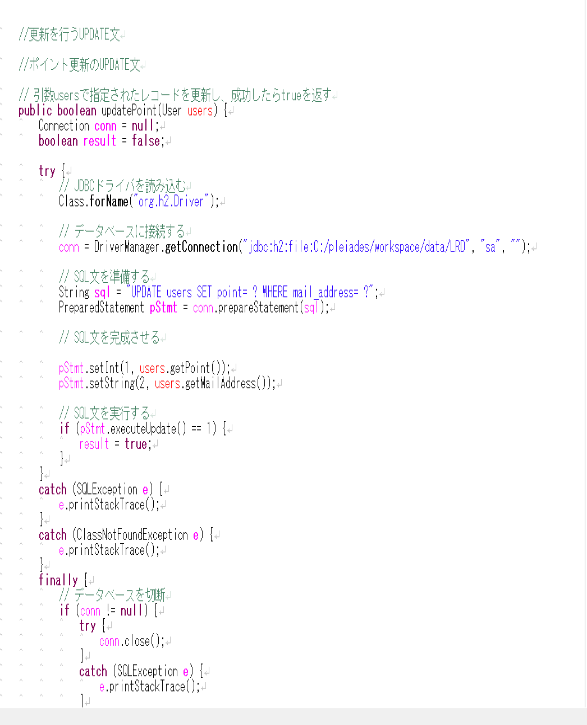 //更新を行うUPDATE文
//ポイント更新のUPDATE文
// 引数usersで指定されたレコードを更新し、成功したらtrueを返す
public boolean updatePoint(User users) {
Connection conn = null;
boolean result = false;
try {
// JDBCドライバを読み込む
Class.forName("org.h2.Driver");
// データベースに接続する
conn = DriverManager.getConnection("jdbc:h2:file:C:/pleiades/workspace/data/LRD", "sa", "");
// SQL文を準備する
String sql = "UPDATE users SET point= ? WHERE mail_address= ?";
PreparedStatement pStmt = conn.prepareStatement(sql);
// SQL文を完成させる
pStmt.setInt(1, users.getPoint());
pStmt.setString(2, users.getMailAddress());
// SQL文を実行する
if (pStmt.executeUpdate() == 1) {
result = true;
}
}
catch (SQLException e) {
e.printStackTrace();
}
catch (ClassNotFoundException e) {
e.printStackTrace();
}
finally {
// データベースを切断
if (conn != null) {
try {
conn.close();
}
catch (SQLException e) {
e.printStackTrace();
}